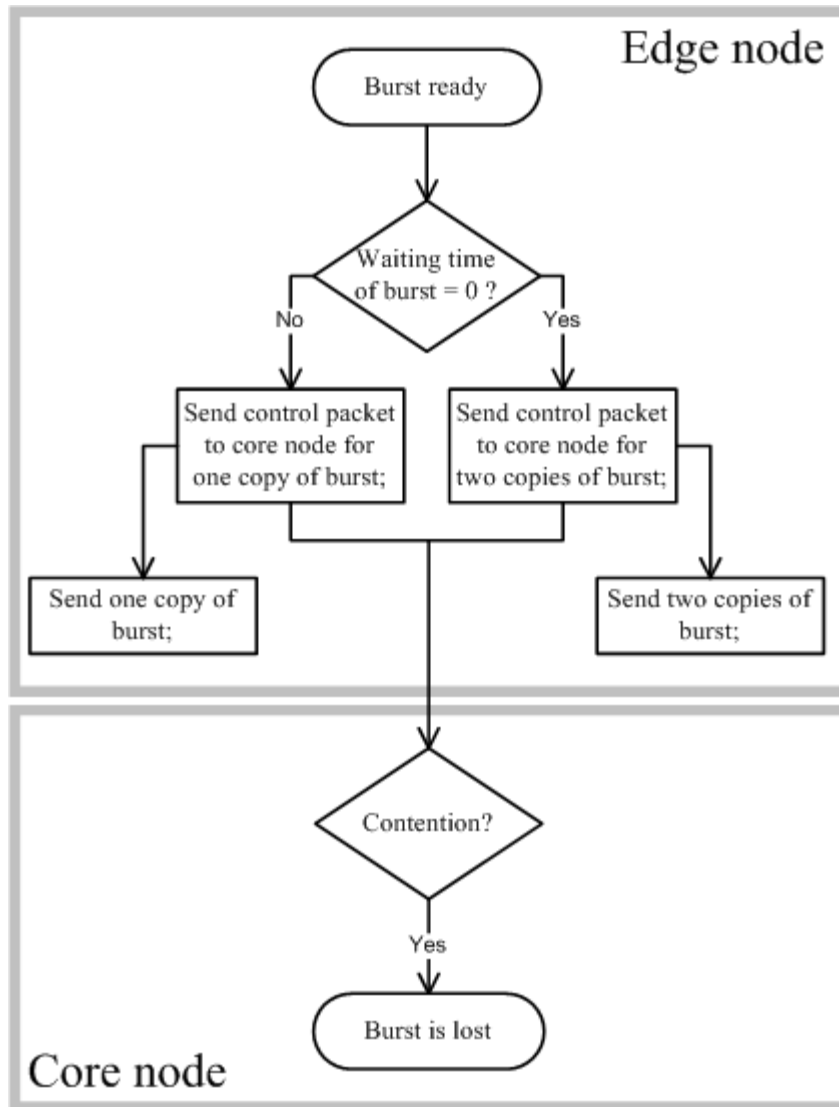 Edge node
Burst ready
Waiting time
of burst = 0 ?
No
Yes
Send control packet
to core node for
one copy of burst;
Send control packet
to core node for
two copies of burst;
Send one copy of
burst;
Send two copies of
burst;
Contention?
Yes
Burst is lost
Core node